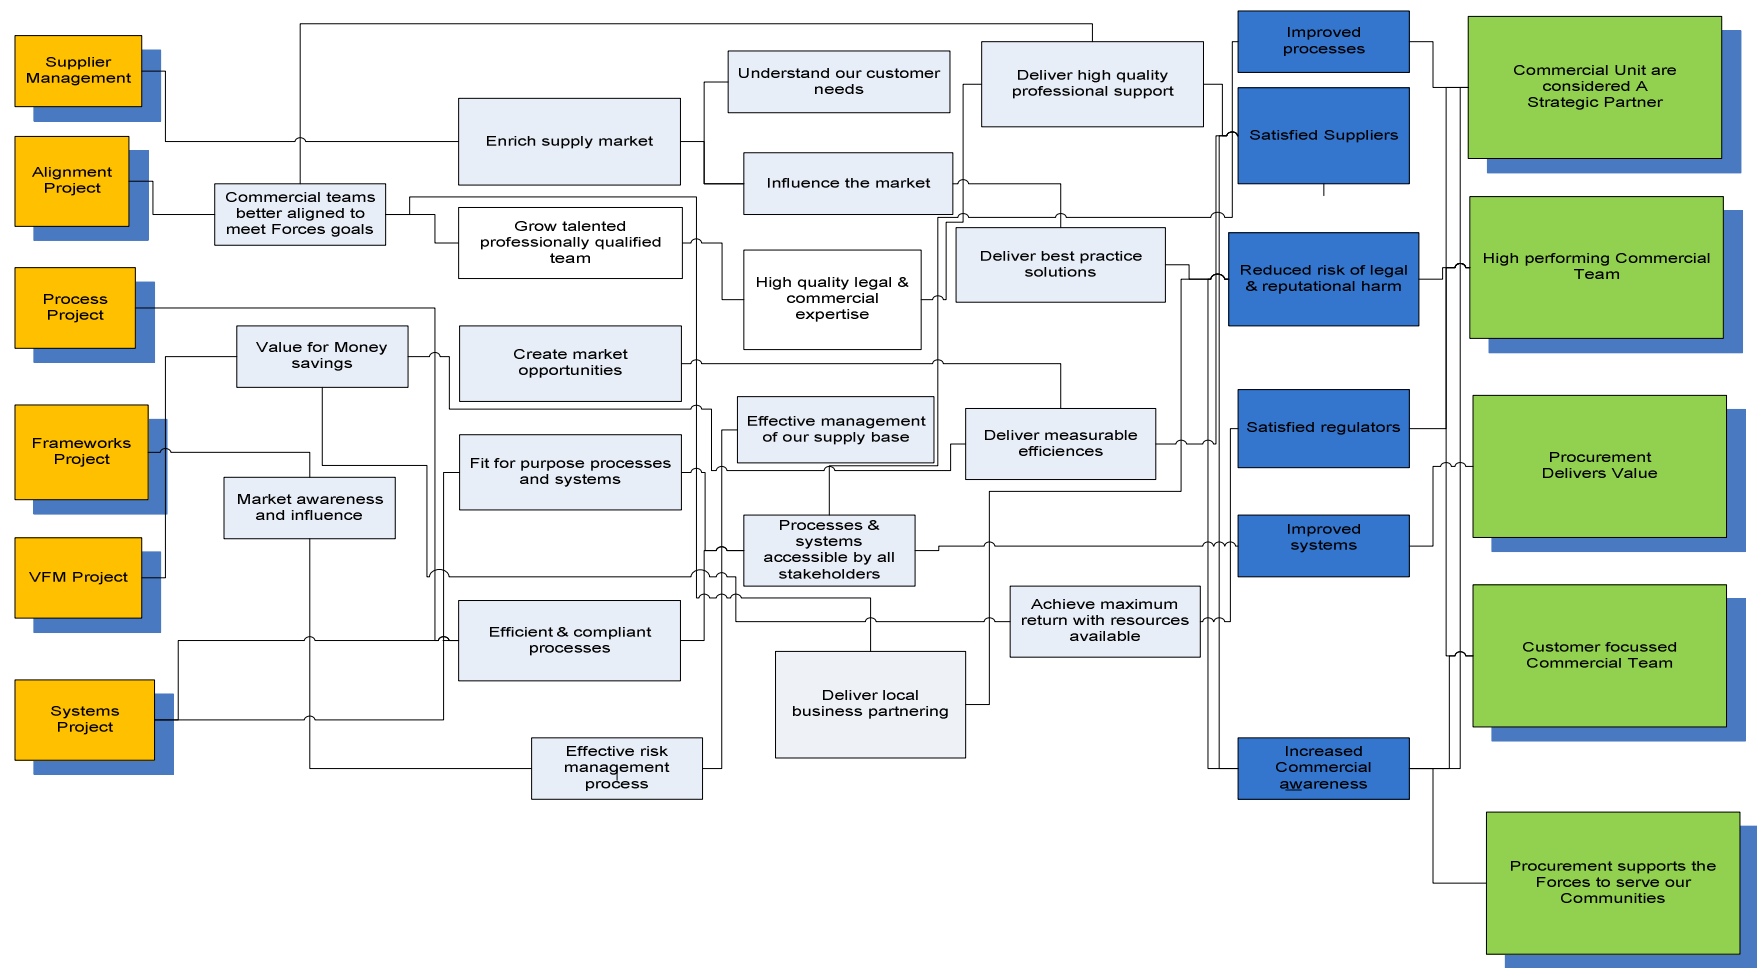 Supplier
Management
Alignment
Project
Process
Project
Frameworks
Project
VFM Project
Systems
Project
Commercial teams
better aligned to
meet Forces goals
Value for Money
savings
Market awareness
and influence
Enrich supply market
Grow talented
professionally qualified
team
Create market
opportunities
Fit for purpose processes
and systems
Efficient & compliant
processes
Effective risk
management
process
Understand our customer
needs
Influence the market
High quality legal &
commercial
expertise
Effective management
of our supply base
Processes &
systems
accessible by all
stakeholders
Deliver local
business partnering
Deliver high quality
professional support
Deliver best practice
solutions
Deliver measurable
efficiences
Achieve maximum
return with resources
available
Improved
processes
Satisfied Suppliers
Reduced risk of legal
& reputational harm
Satisfied regulators
Improved
systems
Increased
Commercial
awareness
Commercial Unit are
considered A
Strategic Partner
High performing Commercial
Team
Procurement
Delivers Value
Customer focussed
Commercial Team
Procurement supports the
Forces to serve our
Communities